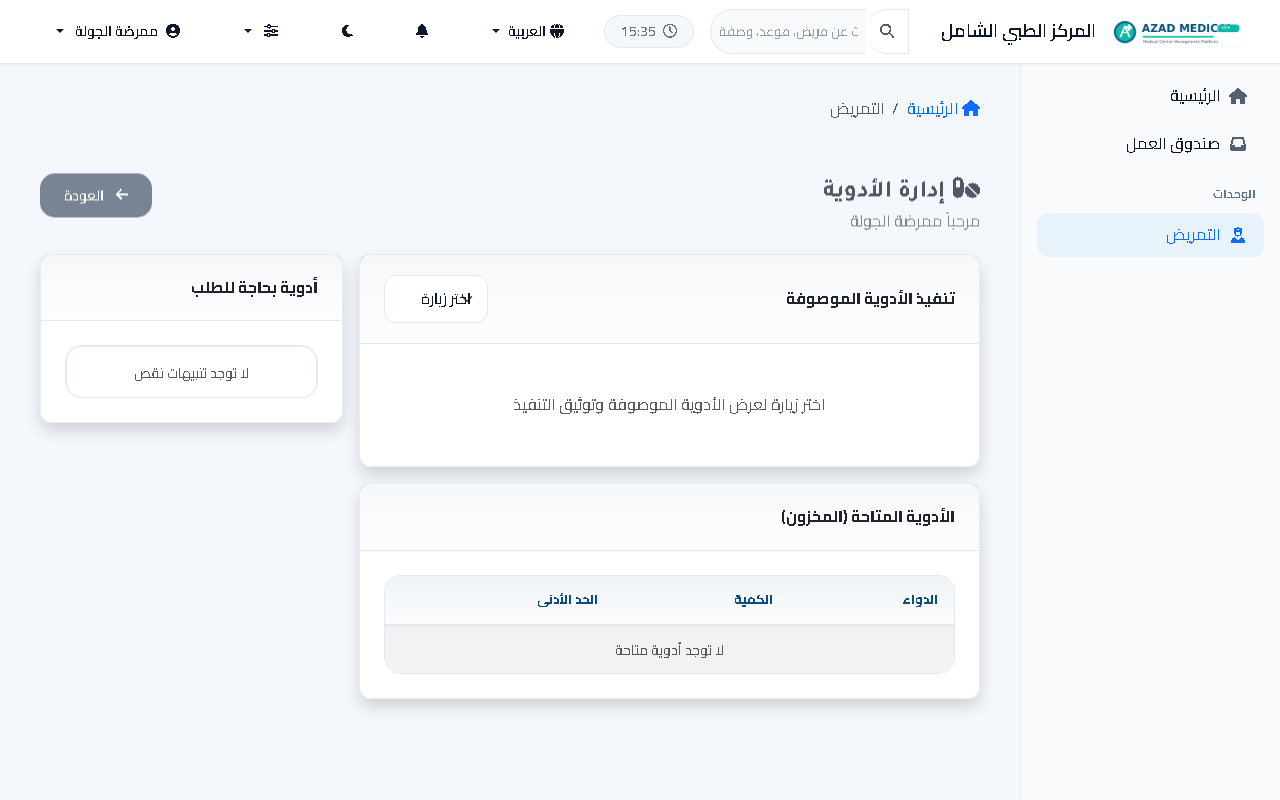 AZAD MEDIC
Medical Centre Management Platform
المركز الطبي الشامل
ث عن مريض، موعد، وصفة
15:35
العربية
ممرضة الجولة
الرئيسية
صندوق العمل
الوحدات
التمريض
الرئيسية / التمريض
إدارة الأدوية
مرحباً ممرضة الجولة
العودة
تنفيذ الأدوية الموصوفة
اختر زيارة
اختر زيارة لعرض الأدوية الموصوفة وتوثيق التنفيذ
أدوية بحاجة للطلب
لا توجد تنبيهات نقص
الأدوية المتاحة (المخزون)
الدواء الكمية الحد الأدنى
لا توجد أدوية متاحة